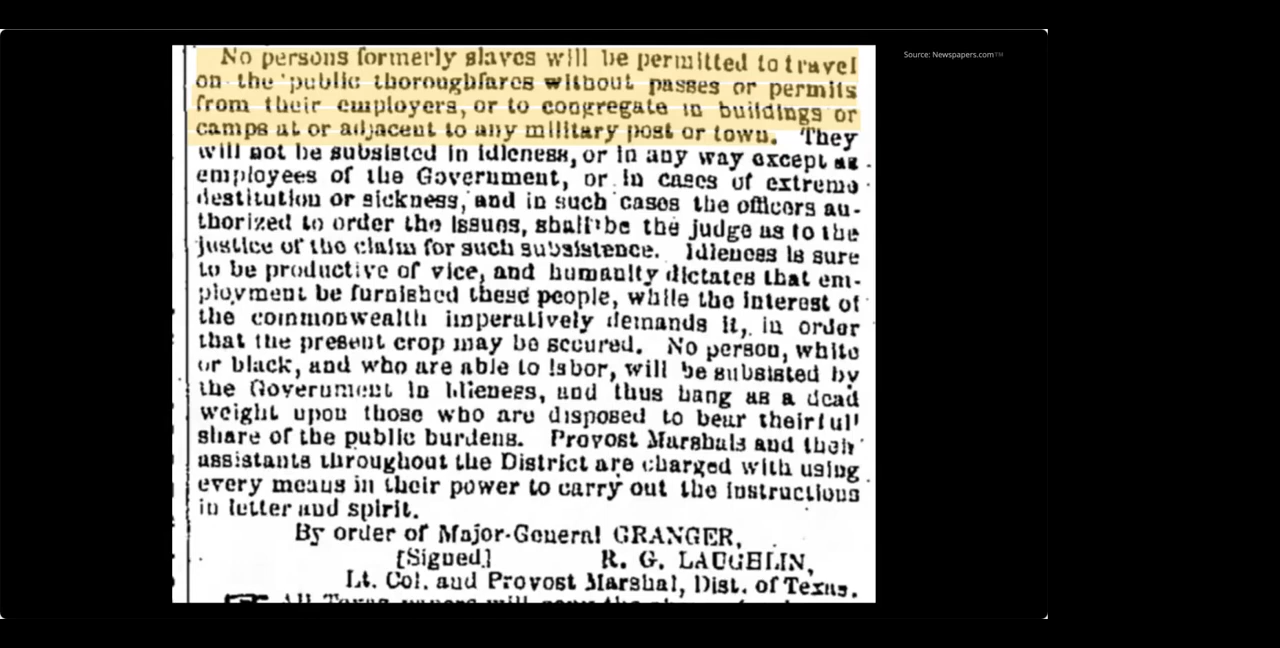 Source: Newspapers.com™
No persons formerly slaves will be permitted to travel
on the public thoroughfares without passes or permits
from their employers, or to congregate in buildings or
camps at or adjacent to any military post or town. They
will not be subsisted in idleness, or in any way except as
employees of the Government, or in cases of extreme
destitution or sickness, and in such cases the officers au-
thorized to order the issues, shall be the judge as to the
justice of the claim for such subsistence. Idleness is sure
to be productive of vice, and humanity dictates that em-
ployment be furnished these people, while the interest of
the commonwealth imperatively demands it, in order
that the present crop may be secured. No person, white
or black, and who are able to labor, will be subsisted by
the Government in idleness, and thus hang as a dead
weight upon those who are disposed to bear their full
share of the public burdens. Provost Marshals and their
assistants throughout the District are charged with using
every means in their power to carry out the instructions
in letter and spirit.
By order of Major-General GRANGER,
[Signed] R. G. LAUGHLIN,
Lt. Col. and Provost Marshal, Dist. of Texas.
All Texas papers will